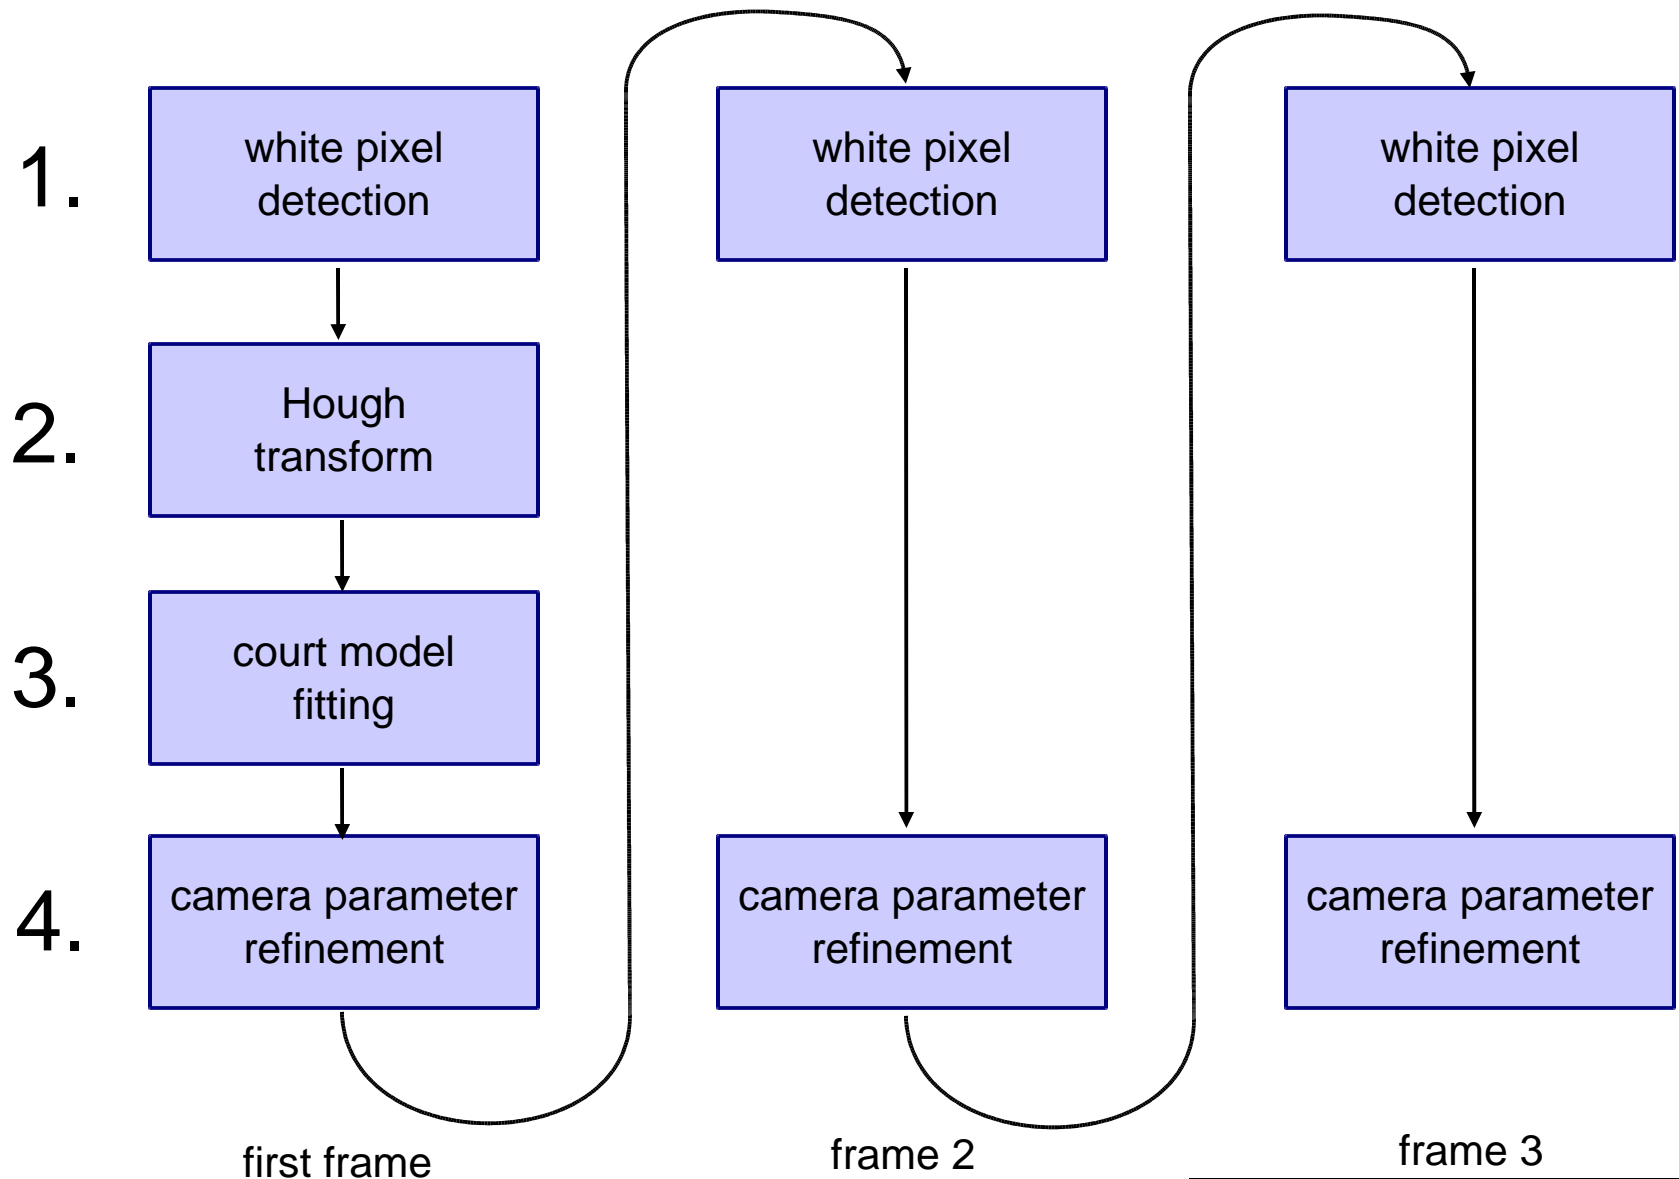 1.
white pixel
detection
white pixel
detection
white pixel
detection
2.
Hough
transform
3.
court model
fitting
4.
camera parameter
refinement
camera parameter
refinement
camera parameter
refinement
first frame
frame 2
frame 3